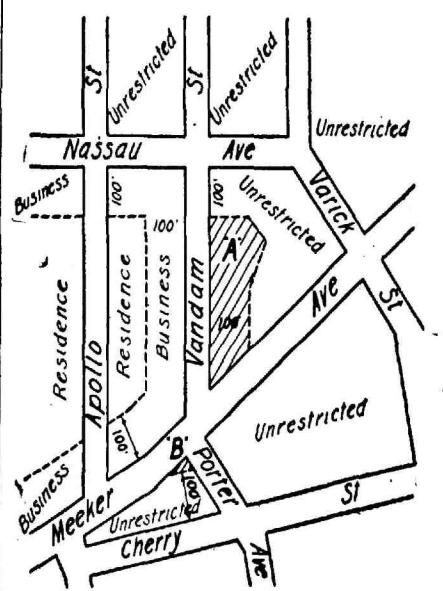 St
Unrestricted
St
Unrestricted
Unrestricted
Nassau Ave
Varick
Business
100'
100'
100'
Unrestricted
'A'
Residence
Apollo
Residence
Business
Vandam
100'
Ave
St
100'
'B'
Porter
Unrestricted
Business
Meeker
100'
Unrestricted
St
Cherry
Ave